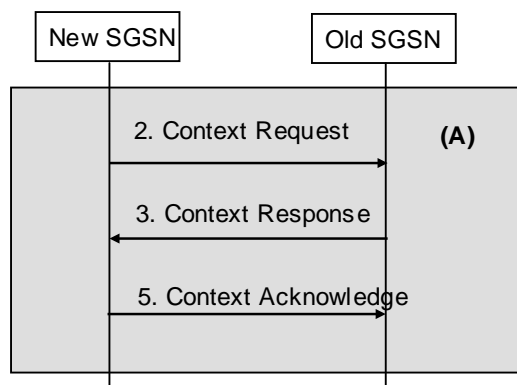 New SGSN
Old SGSN
2. Context Request
(A)
3. Context Response
5. Context Acknowledge